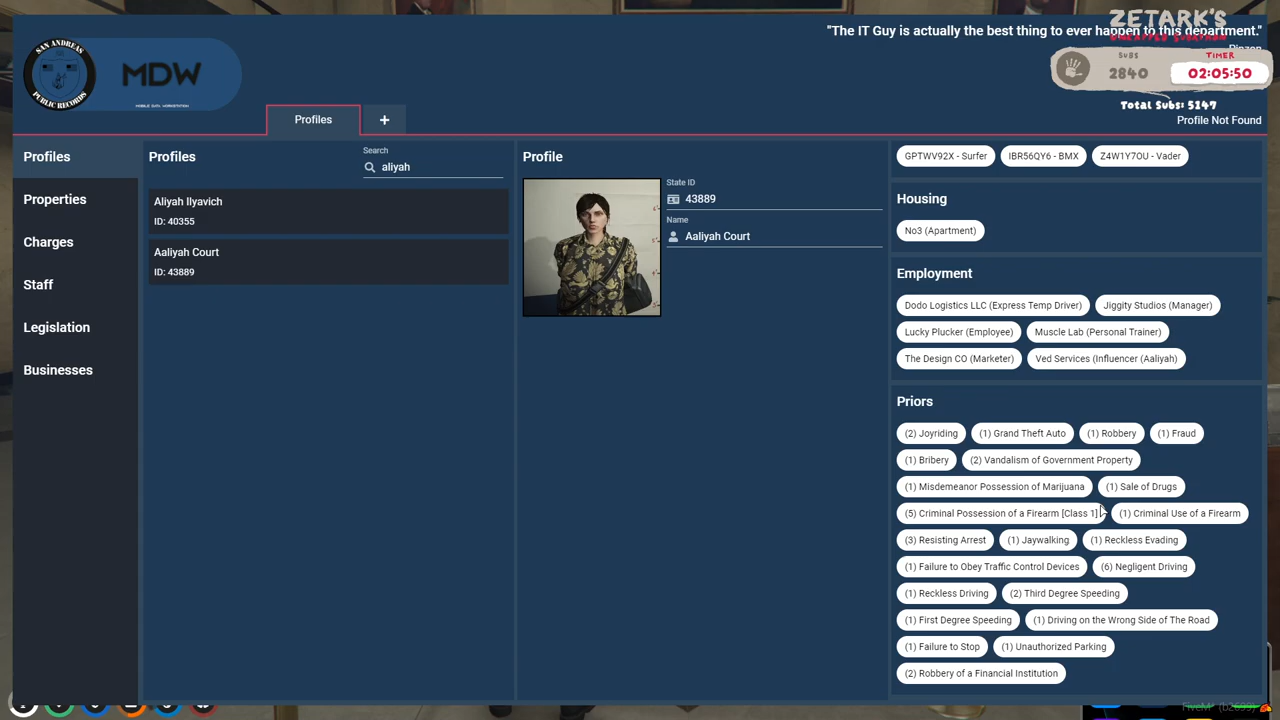 ZETARK'S
"The IT Guy is actually the best thing to ever happen to this department."
SUBS
2840
TIMER
02:05:50
Total Subs: 5147
SAN ANDREAS
PUBLIC RECORDS
MDW
MOBILE DATA WORKSTATION
Profiles
+
Profile Not Found
Profiles
Properties
Charges
Staff
Legislation
Businesses
Profiles
Search
aliyah
Aliyah Ilyavich
ID: 40355
Aaliyah Court
ID: 43889
Profile
State ID
43889
Name
Aaliyah Court
GPTWV92X - Surfer
IBR56QY6 - BMX
Z4W1Y7OU - Vader
Housing
No3 (Apartment)
Employment
Dodo Logistics LLC (Express Temp Driver)
Jiggity Studios (Manager)
Lucky Plucker (Employee)
Muscle Lab (Personal Trainer)
The Design CO (Marketer)
Ved Services (Influencer (Aaliyah)
Priors
(2) Joyriding
(1) Grand Theft Auto
(1) Robbery
(1) Fraud
(1) Bribery
(2) Vandalism of Government Property
(1) Misdemeanor Possession of Marijuana
(1) Sale of Drugs
(5) Criminal Possession of a Firearm [Class 1]
(1) Criminal Use of a Firearm
(3) Resisting Arrest
(1) Jaywalking
(1) Reckless Evading
(1) Failure to Obey Traffic Control Devices
(6) Negligent Driving
(1) Reckless Driving
(2) Third Degree Speeding
(1) First Degree Speeding
(1) Driving on the Wrong Side of The Road
(1) Failure to Stop
(1) Unauthorized Parking
(2) Robbery of a Financial Institution
FiveM (b2699)